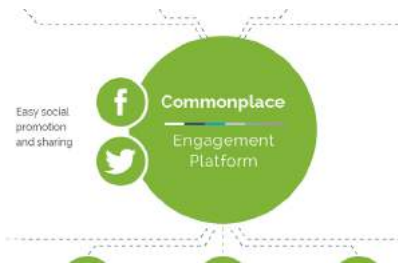 Easy social
promotion
and sharing
Commonplace
Engagement
Platform